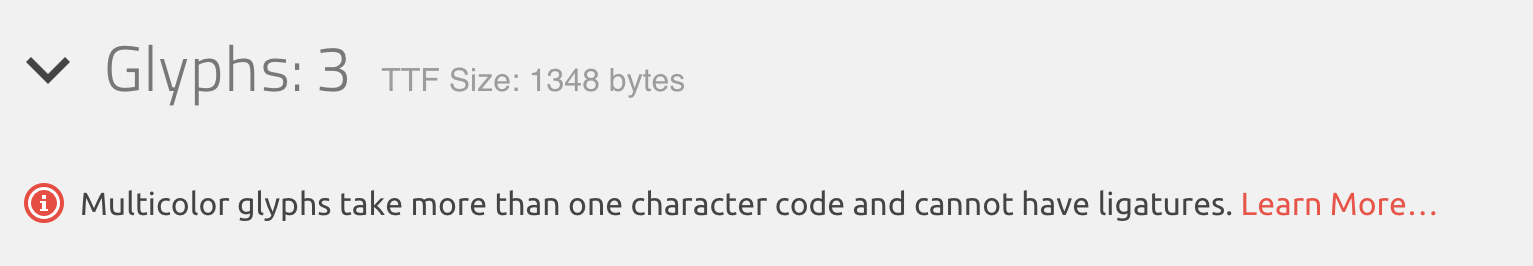 Glyphs: 3 TTF Size: 1348 bytes
Multicolor glyphs take more than one character code and cannot have ligatures. Learn More…